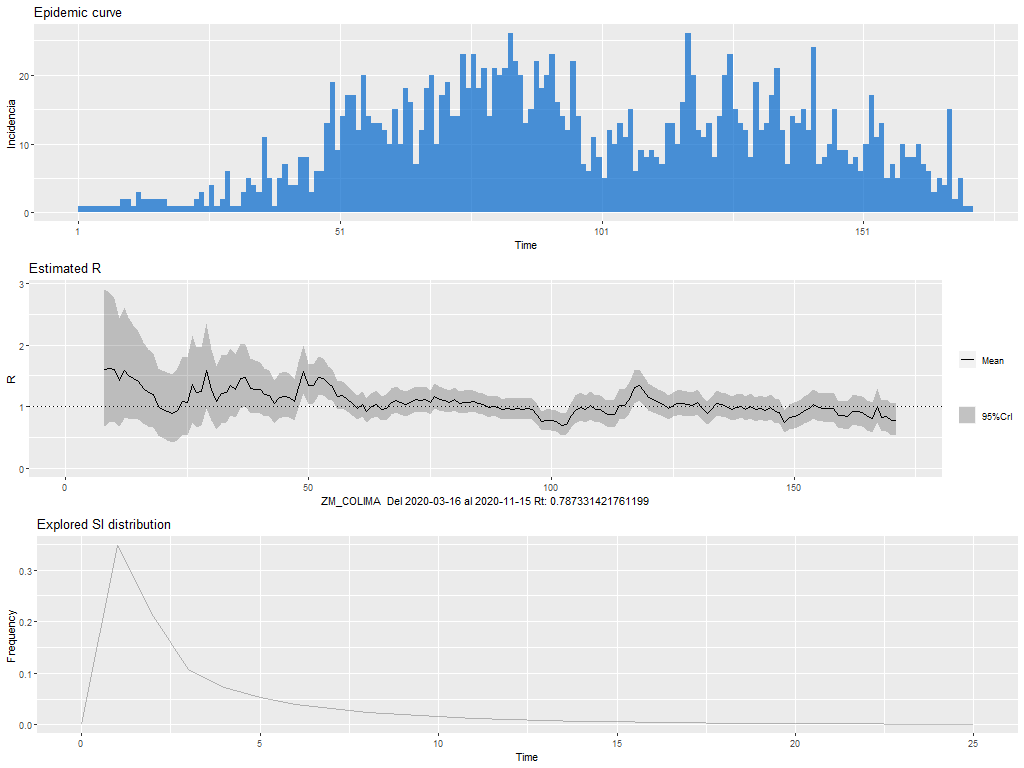 Epidemic curve
Incidencia
20
10
0
1
51
101
151
Time
Estimated R
R
3
2
1
0
0
50
100
150
ZM_COLIMA Del 2020-03-16 al 2020-11-15 Rt: 0.787331421761199
Mean
95%CrI
Explored SI distribution
Frequency
0.3
0.2
0.1
0.0
0
5
10
15
20
25
Time